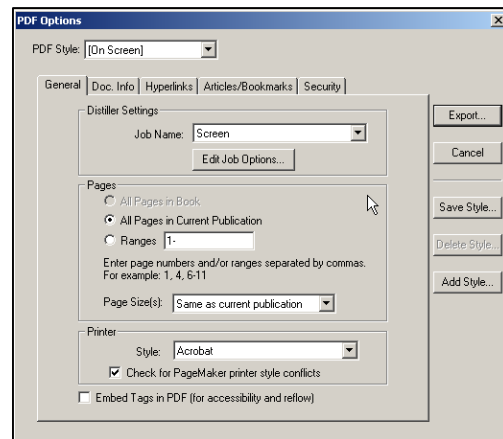 PDF Options
PDF Style: [On Screen]
General Doc. Info Hyperlinks Articles/Bookmarks Security
Distiller Settings
Job Name: Screen
Edit Job Options...
Pages
All Pages in Book
All Pages in Current Publication
Ranges 1-
Enter page numbers and/or ranges separated by commas.
For example: 1, 4, 6-11
Page Size(s): Same as current publication
Printer
Style: Acrobat
Check for PageMaker printer style conflicts
Embed Tags in PDF (for accessibility and reflow)
Export...
Cancel
Save Style...
Delete Style...
Add Style...